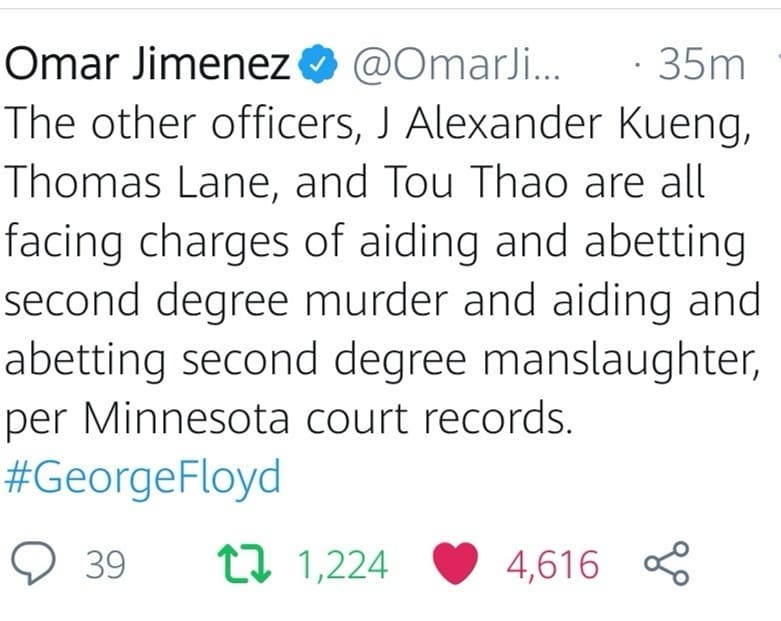 Omar Jimenez @OmarJi... · 35m
The other officers, J Alexander Kueng,
Thomas Lane, and Tou Thao are all
facing charges of aiding and abetting
second degree murder and aiding and
abetting second degree manslaughter,
per Minnesota court records.
#GeorgeFloyd
39 1,224 4,616